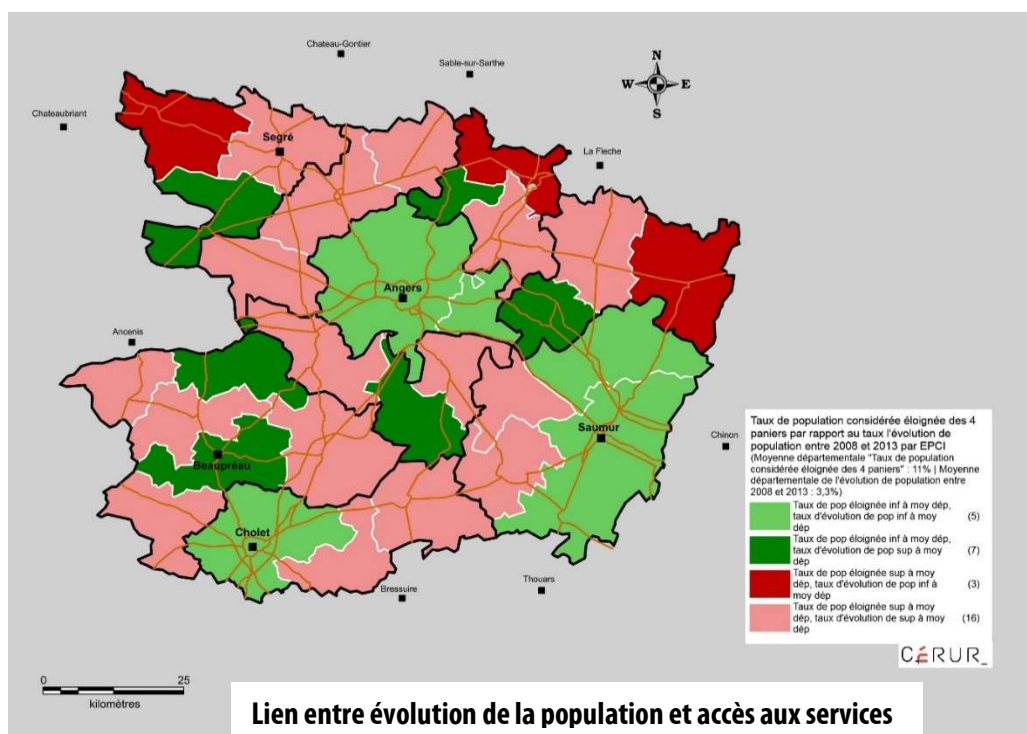 Chateau-Gontier
Sable-sur-Sarthe
N
W E
S
Chateaubriant
Segré
La Fleche
Angers
Ancenis
Saumur
Chinon
Beaupréau
Cholet
Bressuire
Thouars
Taux de population considérée éloignée des 4
paniers par rapport au taux l'évolution de
population entre 2008 et 2013 par EPCI
(Moyenne départementale "Taux de population
considérée éloignée des 4 paniers" : 11% | Moyenne
départementale de l'évolution de population entre
2008 et 2013 : 3,3%)
Taux de pop éloignée inf à moy dép,
taux d'évolution de pop inf à moy (5)
dép
Taux de pop éloignée inf à moy dép,
taux d'évolution de pop sup à moy (7)
dép
Taux de pop éloignée sup à moy
dép, taux d'évolution de pop inf à (3)
moy dép
Taux de pop éloignée sup à moy
dép, taux d'évolution de sup à moy (16)
dép
CÉRUR_
0 25
kilomètres
Lien entre évolution de la population et accès aux services